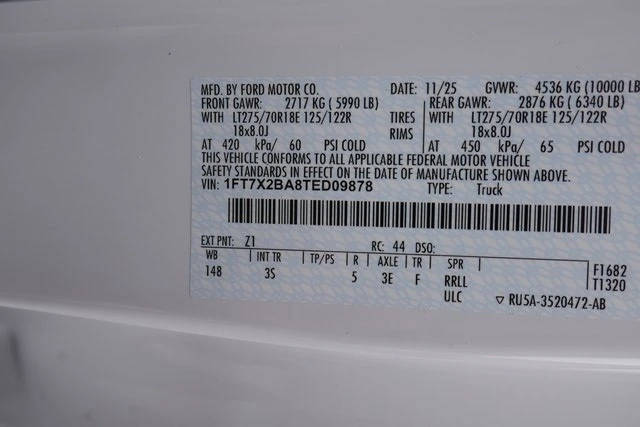 MFD. BY FORD MOTOR CO. DATE: 11/25 GVWR: 4536 KG (10000 LB
FRONT GAWR: 2717 KG ( 5990 LB) REAR GAWR: 2876 KG ( 6340 LB)
WITH LT275/70R18E 125/122R TIRES WITH LT275/70R18E 125/122R
18x8.0J RIMS 18x8.0J
AT 420 kPa/ 60 PSI COLD AT 450 kPa/ 65 PSI COLD
THIS VEHICLE CONFORMS TO ALL APPLICABLE FEDERAL MOTOR VEHICLE
SAFETY STANDARDS IN EFFECT ON THE DATE OF MANUFACTURE SHOWN ABOVE.
VIN: 1FT7X2BA8TED09878 TYPE: Truck
EXT PNT: Z1 RC: 44 DSO:
WB INT TR TP/PS R AXLE TR SPR F1682
148 3S 5 3E F RRLL T1320
ULC ▽ RU5A-3520472-AB